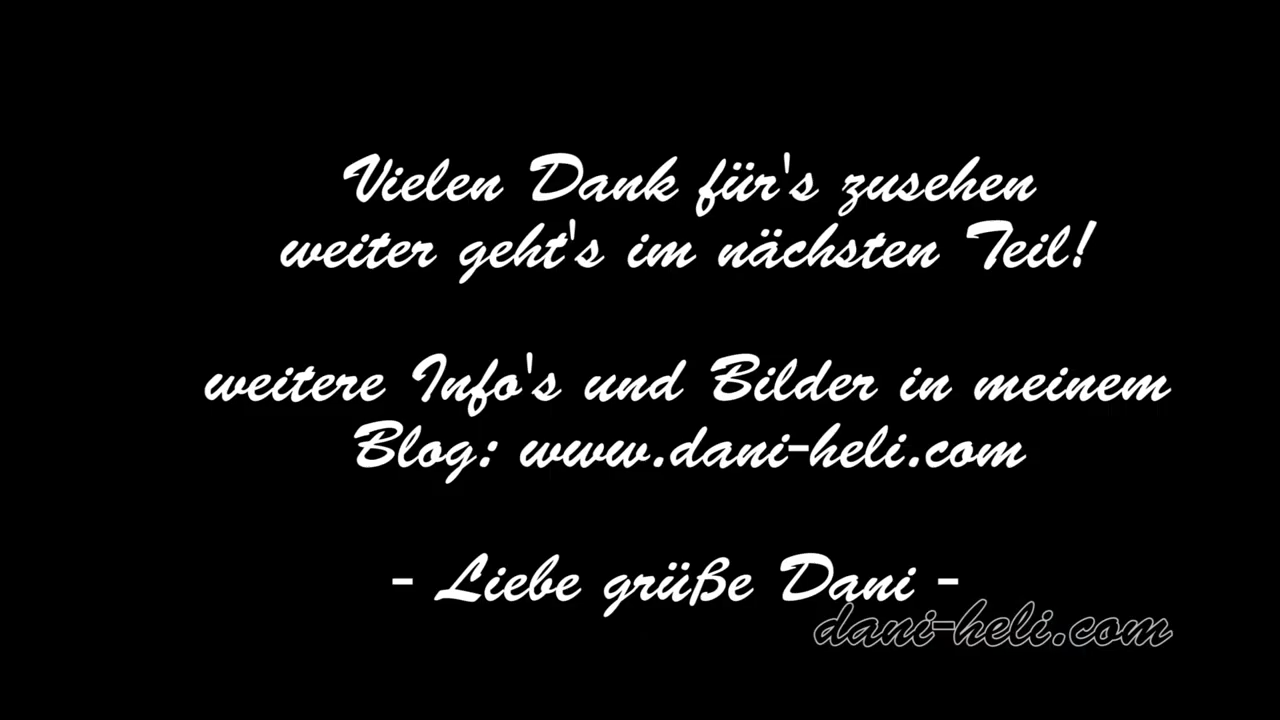 Vielen Dank für's zusehen
weiter geht's im nächsten Teil!
weitere Info's und Bilder in meinem
Blog: www.dani-heli.com
- Liebe grüße Dani -
dani-heli.com